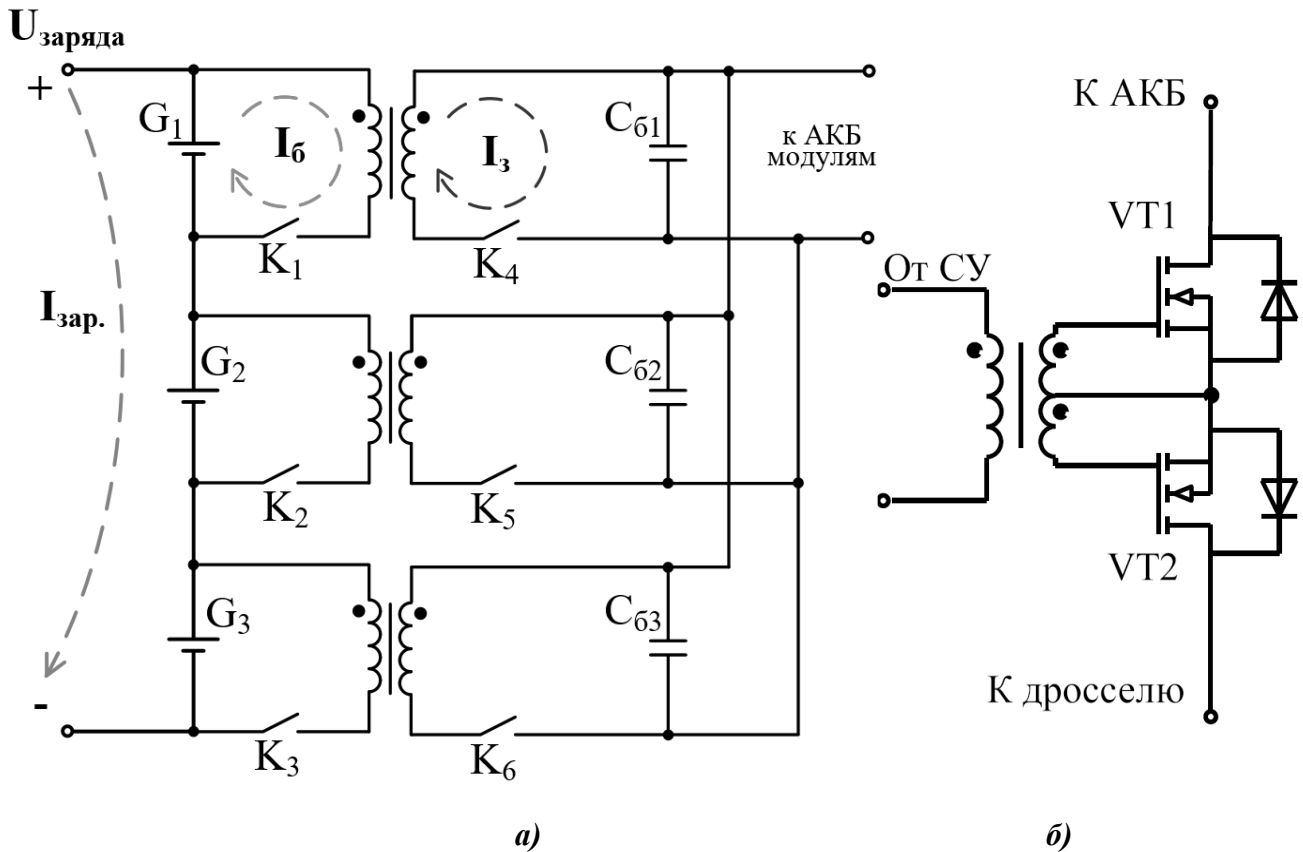 Uзаряда
+
G1
Iб
Iз
Cб1
к АКБ
модулям
K1
K4
Iзар.
G2
Cб2
K2
K5
G3
Cб3
-
K3
K6
а)
К АКБ
VT1
От СУ
VT2
К дросселю
б)